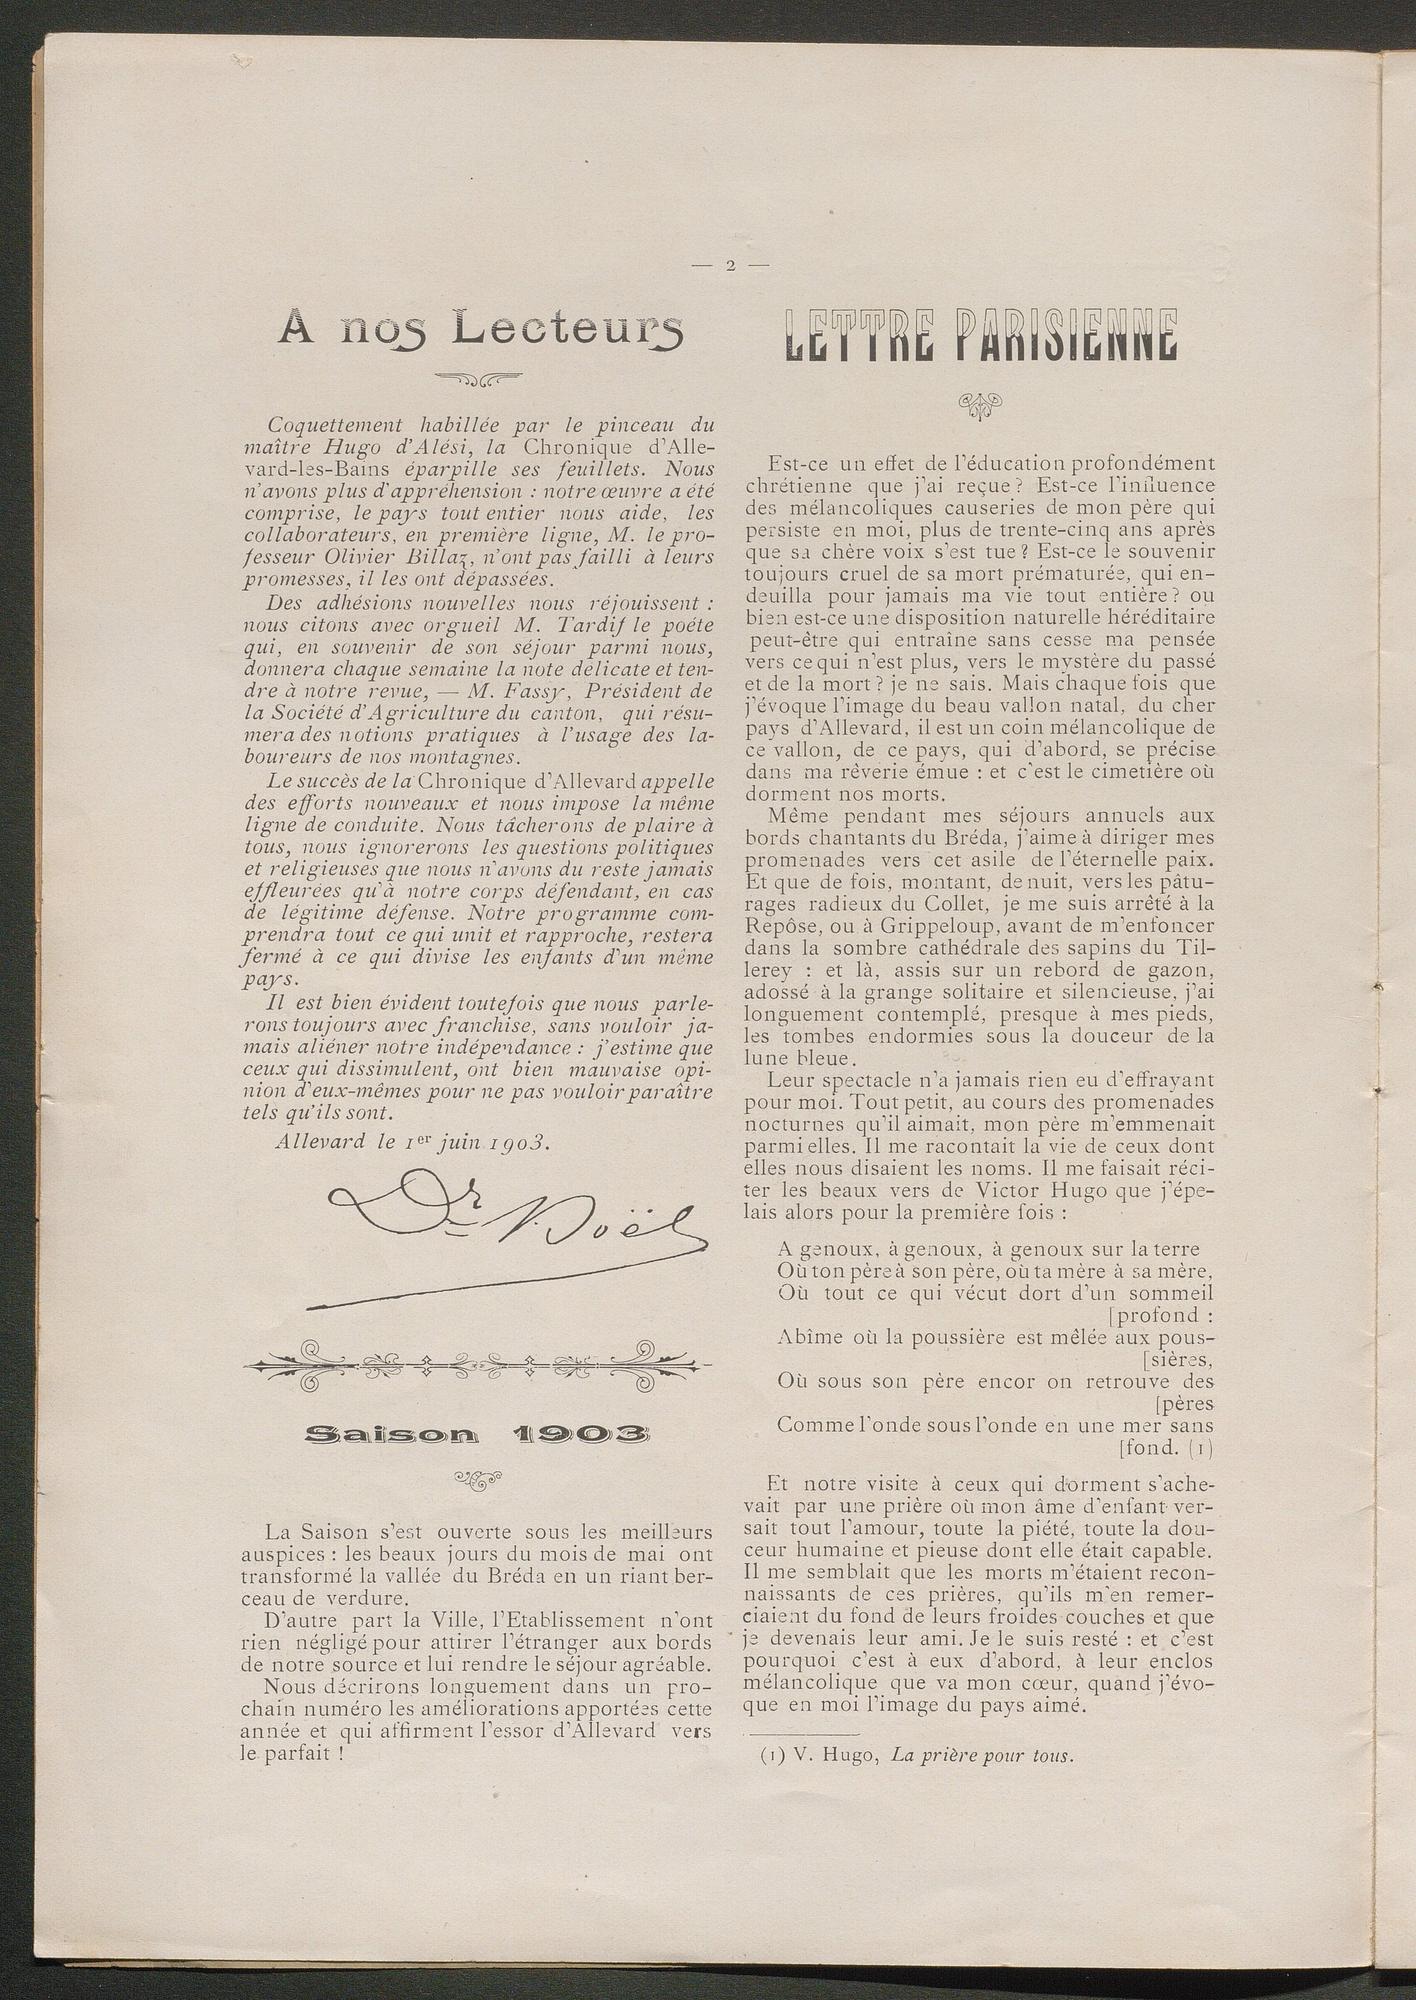 — 2 —
A nos Lecteurs
Coquettement habillée par le pinceau du
maître Hugo d'Alési, la Chronique d'Alle-
vard-les-Bains éparpille ses feuillets. Nous
n'avons plus d'appréhension : notre œuvre a été
comprise, le pays tout entier nous aide, les
collaborateurs, en première ligne, M. le pro-
fesseur Olivier Billaz, n'ont pas failli à leurs
promesses, il les ont dépassées.
Des adhésions nouvelles nous réjouissent :
nous citons avec orgueil M. Tardif le poéte
qui, en souvenir de son séjour parmi nous,
donnera chaque semaine la note délicate et ten-
dre à notre revue, — M. Fassy, Président de
la Société d'Agriculture du canton, qui résu-
mera des notions pratiques à l'usage des la-
boureurs de nos montagnes.
Le succès de la Chronique d'Allevard appelle
des efforts nouveaux et nous impose la même
ligne de conduite. Nous tâcherons de plaire à
tous, nous ignorerons les questions politiques
et religieuses que nous n'avons du reste jamais
effleurées qu'à notre corps défendant, en cas
de légitime défense. Notre programme com-
prendra tout ce qui unit et rapproche, restera
fermé à ce qui divise les enfants d'un même
pays.
Il est bien évident toutefois que nous parle-
rons toujours avec franchise, sans vouloir ja-
mais aliéner notre indépendance : j'estime que
ceux qui dissimulent, ont bien mauvaise opi-
nion d'eux-mêmes pour ne pas vouloir paraître
tels qu'ils sont.
Allevard le 1er juin 1903.
Dr Noël
Saison 1903
La Saison s'est ouverte sous les meilleurs
auspices : les beaux jours du mois de mai ont
transformé la vallée du Bréda en un riant ber-
ceau de verdure.
D'autre part la Ville, l'Etablissement n'ont
rien négligé pour attirer l'étranger aux bords
de notre source et lui rendre le séjour agréable.
Nous décrirons longuement dans un pro-
chain numéro les améliorations apportées cette
année et qui affirment l'essor d'Allevard vers
le parfait !
LETTRE PARISIENNE
Est-ce un effet de l'éducation profondément
chrétienne que j'ai reçue ? Est-ce l'influence
des mélancoliques causeries de mon père qui
persiste en moi, plus de trente-cinq ans après
que sa chère voix s'est tue ? Est-ce le souvenir
toujours cruel de sa mort prématurée, qui en-
deuilla pour jamais ma vie tout entière ? ou
bien est-ce une disposition naturelle héréditaire
peut-être qui entraîne sans cesse ma pensée
vers ce qui n'est plus, vers le mystère du passé
et de la mort ? je ne sais. Mais chaque fois que
j'évoque l'image du beau vallon natal, du cher
pays d'Allevard, il est un coin mélancolique de
ce vallon, de ce pays, qui d'abord, se précise
dans ma rêverie émue : et c'est le cimetière où
dorment nos morts.
Même pendant mes séjours annuels aux
bords chantants du Bréda, j'aime à diriger mes
promenades vers cet asile de l'éternelle paix.
Et que de fois, montant, de nuit, vers les pâtu-
rages radieux du Collet, je me suis arrêté à la
Repôse, ou à Grippeloup, avant de m'enfoncer
dans la sombre cathédrale des sapins du Til-
lerey : et là, assis sur un rebord de gazon,
adossé à la grange solitaire et silencieuse, j'ai
longuement contemplé, presque à mes pieds,
les tombes endormies sous la douceur de la
lune bleue.
Leur spectacle n'a jamais rien eu d'effrayant
pour moi. Tout petit, au cours des promenades
nocturnes qu'il aimait, mon père m'emmenait
parmi elles. Il me racontait la vie de ceux dont
elles nous disaient les noms. Il me faisait réci-
ter les beaux vers de Victor Hugo que j'épe-
lais alors pour la première fois :
A genoux, à genoux, à genoux sur la terre
Où ton père à son père, où ta mère à sa mère,
Où tout ce qui vécut dort d'un sommeil
[profond :
Abîme où la poussière est mêlée aux pous-
[sières,
Où sous son père encor on retrouve des
[pères
Comme l'onde sous l'onde en une mer sans
[fond. (1)
Et notre visite à ceux qui dorment s'ache-
vait par une prière où mon âme d'enfant ver-
sait tout l'amour, toute la piété, toute la dou-
ceur humaine et pieuse dont elle était capable.
Il me semblait que les morts m'étaient recon-
naissants de ces prières, qu'ils m'en remer-
ciaient du fond de leurs froides couches et que
je devenais leur ami. Je le suis resté : et c'est
pourquoi c'est à eux d'abord, à leur enclos
mélancolique que va mon cœur, quand j'évo-
que en moi l'image du pays aimé.
(1) V. Hugo, La prière pour tous.